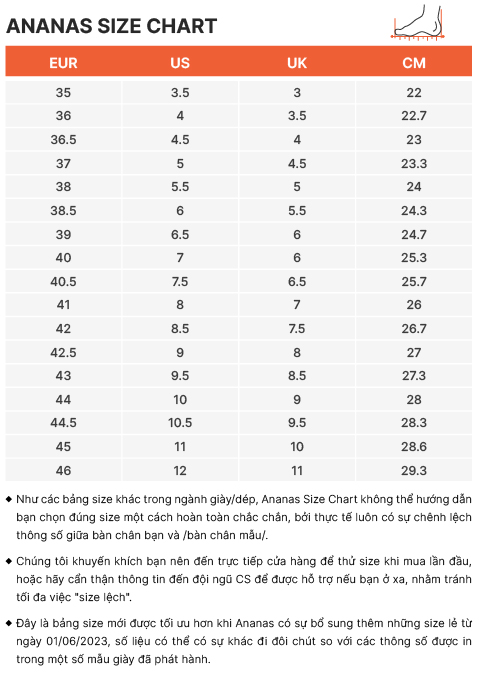 ANANAS SIZE CHART
EUR US UK CM
35 3.5 3 22
36 4 3.5 22.7
36.5 4.5 4 23
37 5 4.5 23.3
38 5.5 5 24
38.5 6 5.5 24.3
39 6.5 6 24.7
40 7 6 25.3
40.5 7.5 6.5 25.7
41 8 7 26
42 8.5 7.5 26.7
42.5 9 8 27
43 9.5 8.5 27.3
44 10 9 28
44.5 10.5 9.5 28.3
45 11 10 28.6
46 12 11 29.3
◆ Như các bảng size khác trong ngành giày/dép, Ananas Size Chart không thể hướng dẫn
bạn chọn đúng size một cách hoàn toàn chắc chắn, bởi thực tế luôn có sự chênh lệch
thông số giữa bàn chân bạn và /bàn chân mẫu/.
◆ Chúng tôi khuyến khích bạn nên đến trực tiếp cửa hàng để thử size khi mua lần đầu,
hoặc hãy cẩn thận thông tin đến đội ngũ CS để được hỗ trợ nếu bạn ở xa, nhằm tránh
tối đa việc "size lệch".
◆ Đây là bảng size mới được tối ưu hơn khi Ananas có sự bổ sung thêm những size lẻ từ
ngày 01/06/2023, số liệu có thể có sự khác đi đôi chút so với các thông số được in
trong một số mẫu giày đã phát hành.